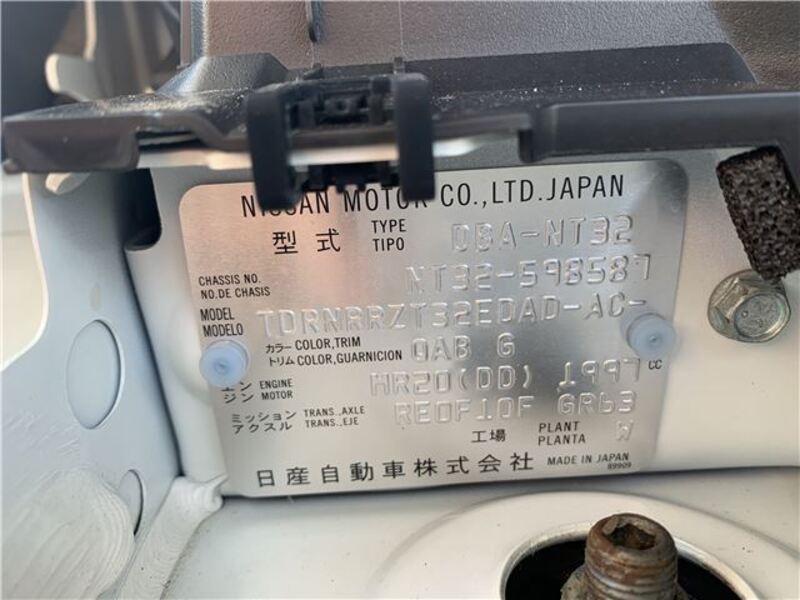 NISSAN MOTOR CO.,LTD.JAPAN
型式 TYPE TIPO DBA-NT32
CHASSIS NO. NO.DE CHASIS NT32-598587
MODEL MODELO TDRNRRZT32EDAD-AC-
カラー COLOR,TRIM トリム COLOR,GUARNICION QAB G
エン ENGINE ジン MOTOR MR20(DD) 1997 CC
ミッション TRANS.,AXLE アクスル TRANS.,EJE RE0F10F GR63
工場 PLANT PLANTA W
日産自動車株式会社 MADE IN JAPAN
89909